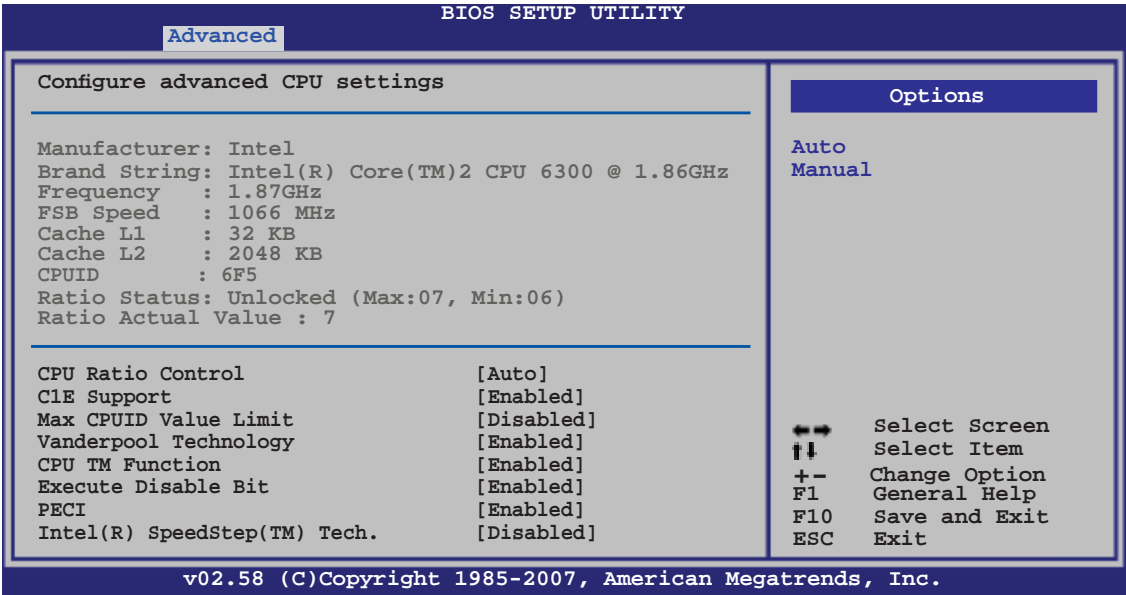 BIOS SETUP UTILITY
Advanced
Configure advanced CPU settings
Manufacturer: Intel
Brand String: Intel(R) Core(TM)2 CPU 6300 @ 1.86GHz
Frequency : 1.87GHz
FSB Speed : 1066 MHz
Cache L1 : 32 KB
Cache L2 : 2048 KB
CPUID : 6F5
Ratio Status: Unlocked (Max:07, Min:06)
Ratio Actual Value : 7
CPU Ratio Control [Auto]
C1E Support [Enabled]
Max CPUID Value Limit [Disabled]
Vanderpool Technology [Enabled]
CPU TM Function [Enabled]
Execute Disable Bit [Enabled]
PECI [Enabled]
Intel(R) SpeedStep(TM) Tech. [Disabled]
Options
Auto
Manual
←→ Select Screen
↑↓ Select Item
+- Change Option
F1 General Help
F10 Save and Exit
ESC Exit
v02.58 (C)Copyright 1985-2007, American Megatrends, Inc.